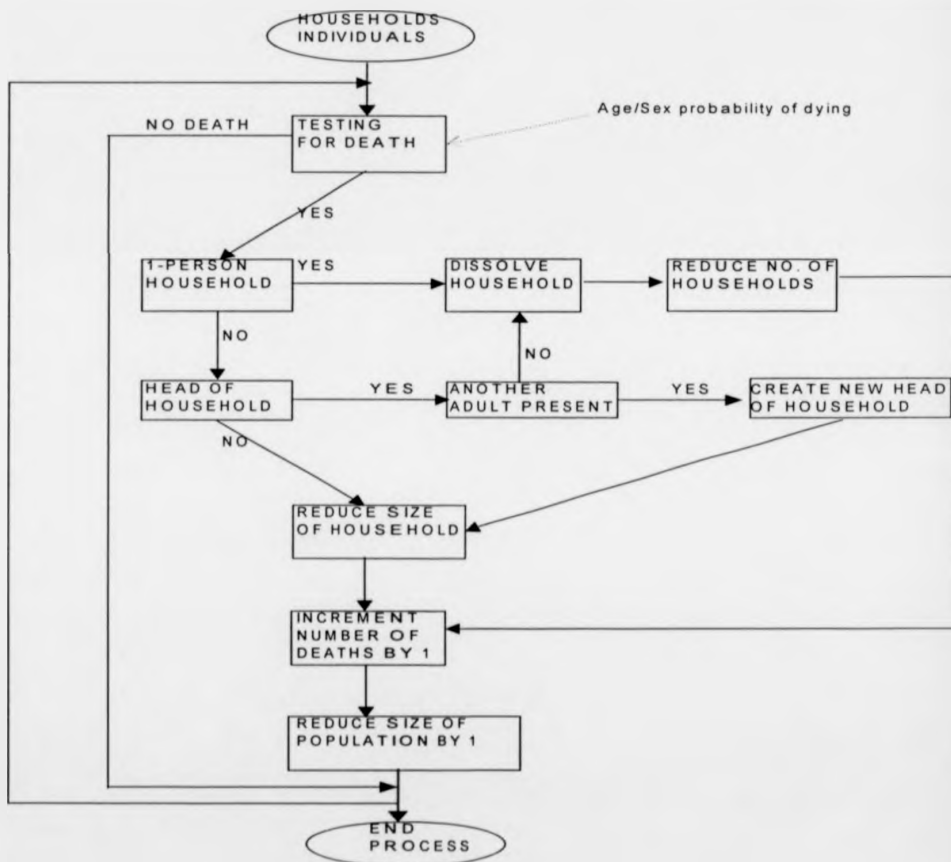 HOUSEHOLDS
INDIVIDUALS
NO DEATH
TESTING
FOR DEATH
Age/Sex probability of dying
YES
1-PERSON
HOUSEHOLD
YES
DISSOLVE
HOUSEHOLD
REDUCE NO. OF
HOUSEHOLDS
NO
NO
HEAD OF
HOUSEHOLD
YES
ANOTHER
ADULT PRESENT
YES
CREATE NEW HEAD
OF HOUSEHOLD
NO
REDUCE SIZE
OF HOUSEHOLD
INCREMENT
NUMBER OF
DEATHS BY 1
REDUCE SIZE OF
POPULATION BY 1
END
PROCESS